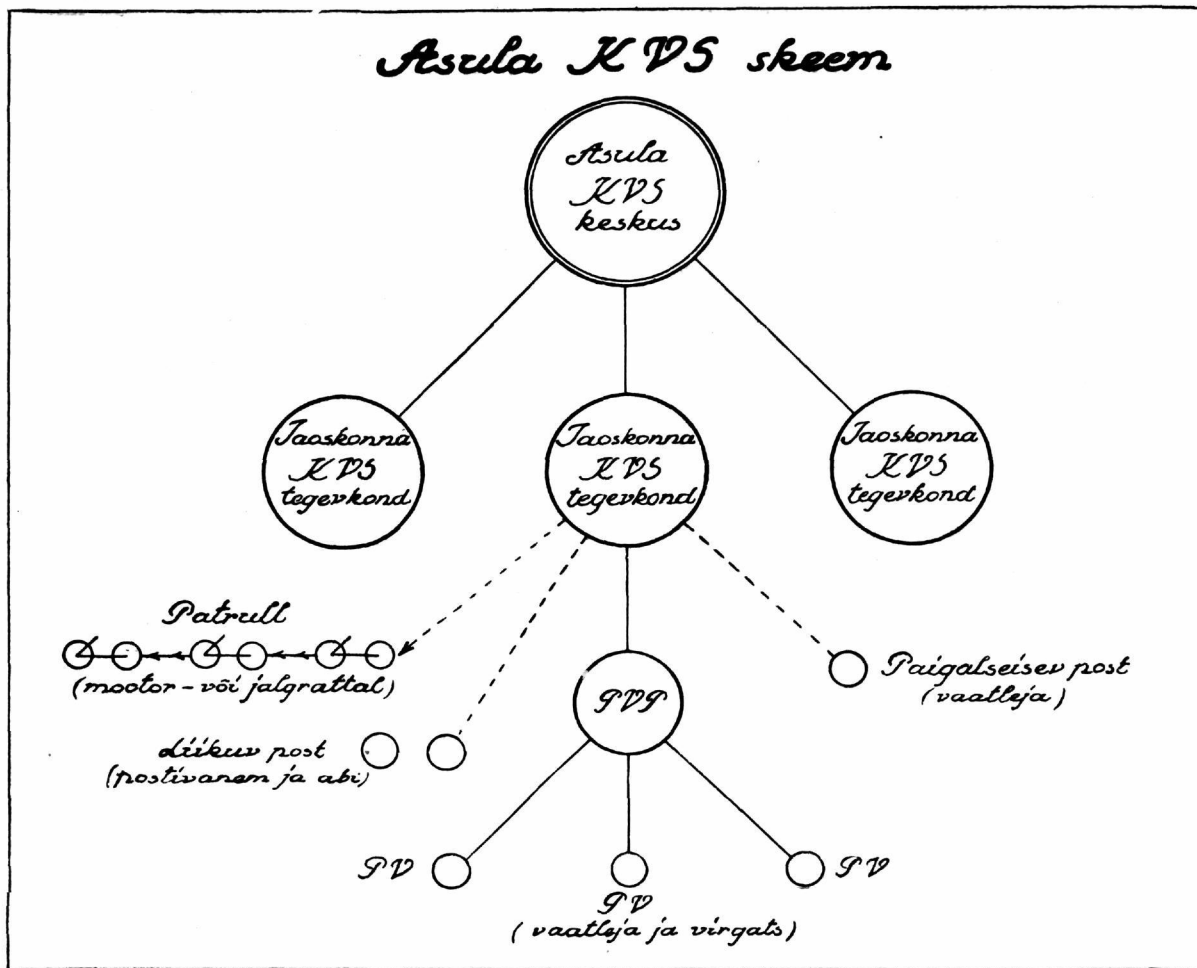 Asula KVS skeem
Asula
KVS
keskus
Jaoskonna
KVS
tegevkond
Jaoskonna
KVS
tegevkond
Jaoskonna
KVS
tegevkond
Patrull
(mootor- või jalgrattal)
Paigalseisev post
(vaatleja)
PVP
Liikuv post
(postivanem ja abi)
PV
PV
PV
(vaatleja ja virgats)